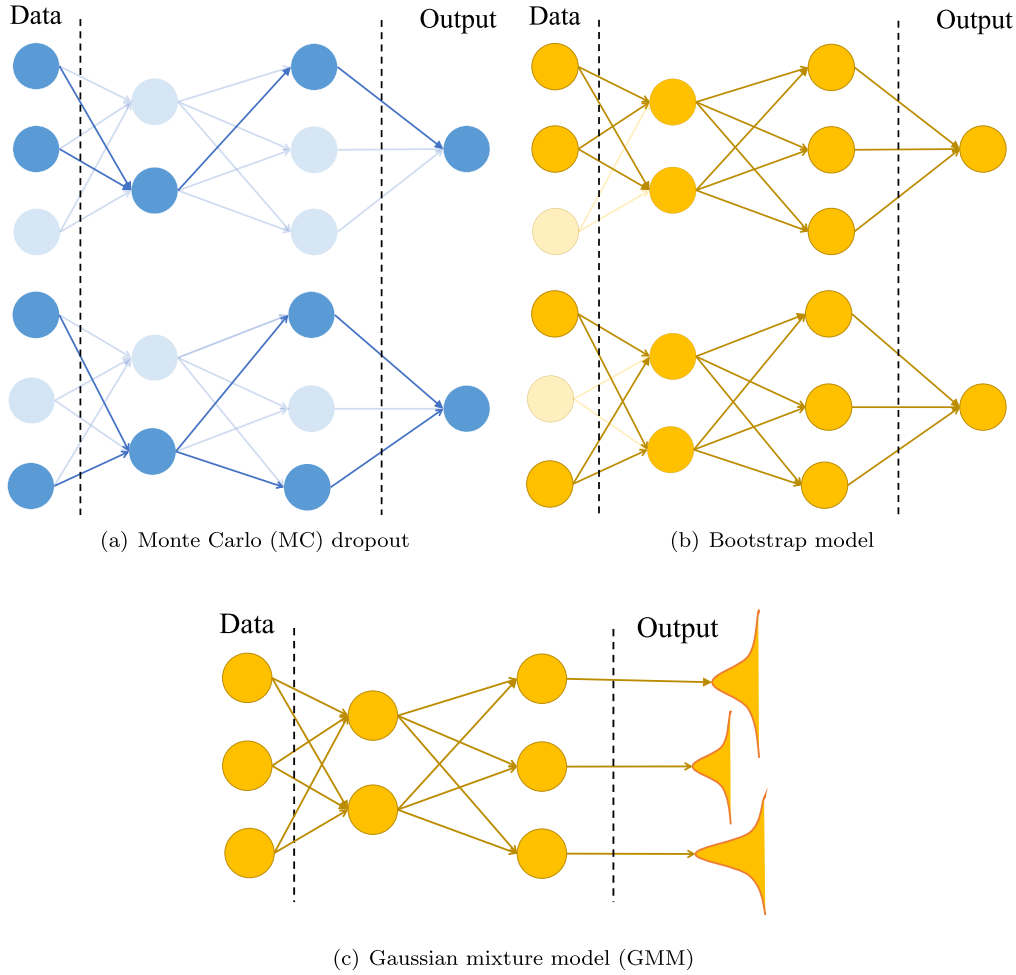 Data
Output
Data
Output
(a) Monte Carlo (MC) dropout
(b) Bootstrap model
Data
Output
(c) Gaussian mixture model (GMM)